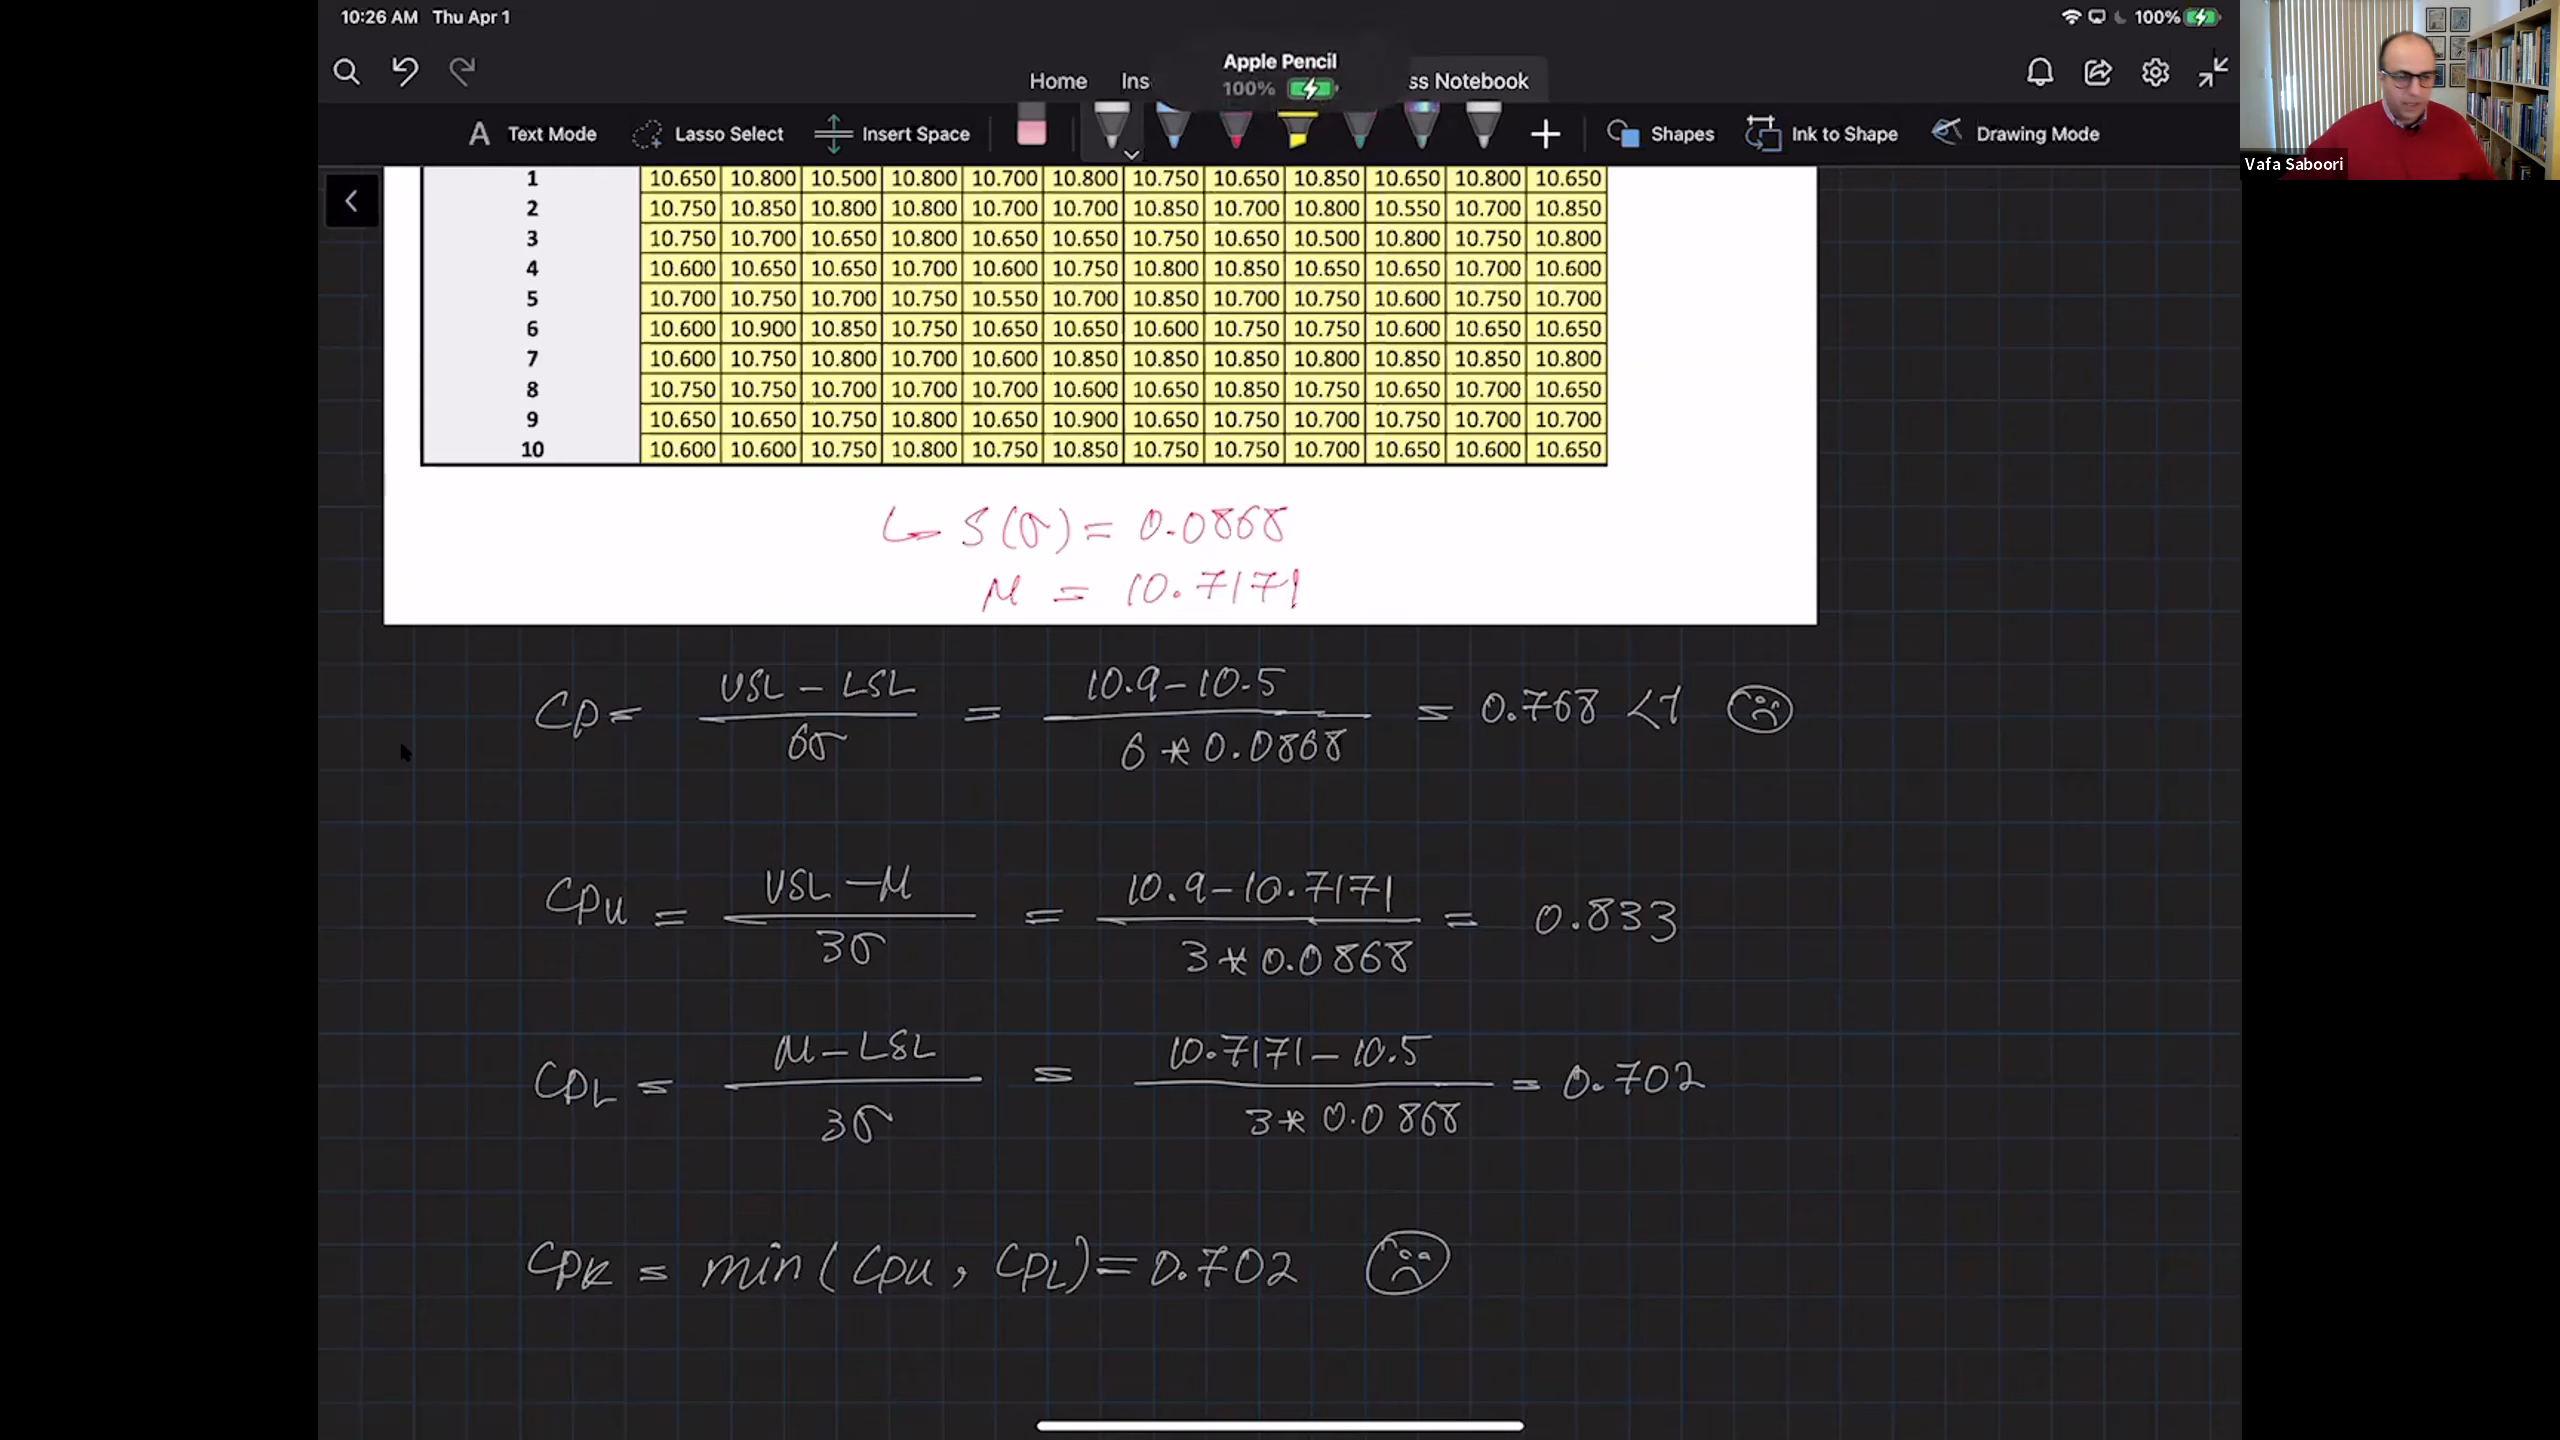 10:26 AM Thu Apr 1
100%
Apple Pencil
100%
Home Ins ss Notebook
Text Mode Lasso Select Insert Space Shapes Ink to Shape Drawing Mode
Vafa Saboori
1 10.650 10.800 10.500 10.800 10.700 10.800 10.750 10.650 10.850 10.650 10.800 10.650
2 10.750 10.850 10.800 10.800 10.700 10.700 10.850 10.700 10.800 10.550 10.700 10.850
3 10.750 10.700 10.650 10.800 10.650 10.650 10.750 10.650 10.500 10.800 10.750 10.800
4 10.600 10.650 10.650 10.700 10.600 10.750 10.800 10.850 10.650 10.650 10.700 10.600
5 10.700 10.750 10.700 10.750 10.550 10.700 10.850 10.700 10.750 10.600 10.750 10.700
6 10.600 10.900 10.850 10.750 10.650 10.650 10.600 10.750 10.750 10.600 10.650 10.650
7 10.600 10.750 10.800 10.700 10.600 10.850 10.850 10.850 10.800 10.850 10.850 10.800
8 10.750 10.750 10.700 10.700 10.700 10.600 10.650 10.850 10.750 10.650 10.700 10.650
9 10.650 10.650 10.750 10.800 10.650 10.900 10.650 10.750 10.700 10.750 10.700 10.700
10 10.600 10.600 10.750 10.800 10.750 10.850 10.750 10.750 10.700 10.650 10.600 10.650
↳ S(σ) = 0.0868
M = 10.7171
Cp = USL - LSL / 6σ = 10.9 - 10.5 / 6 * 0.0868 = 0.768 < 1
Cpu = USL - M / 3σ = 10.9 - 10.7171 / 3 * 0.0868 = 0.833
CpL = M - LSL / 3σ = 10.7171 - 10.5 / 3 * 0.0868 = 0.702
Cpk = min(Cpu, CpL) = 0.702